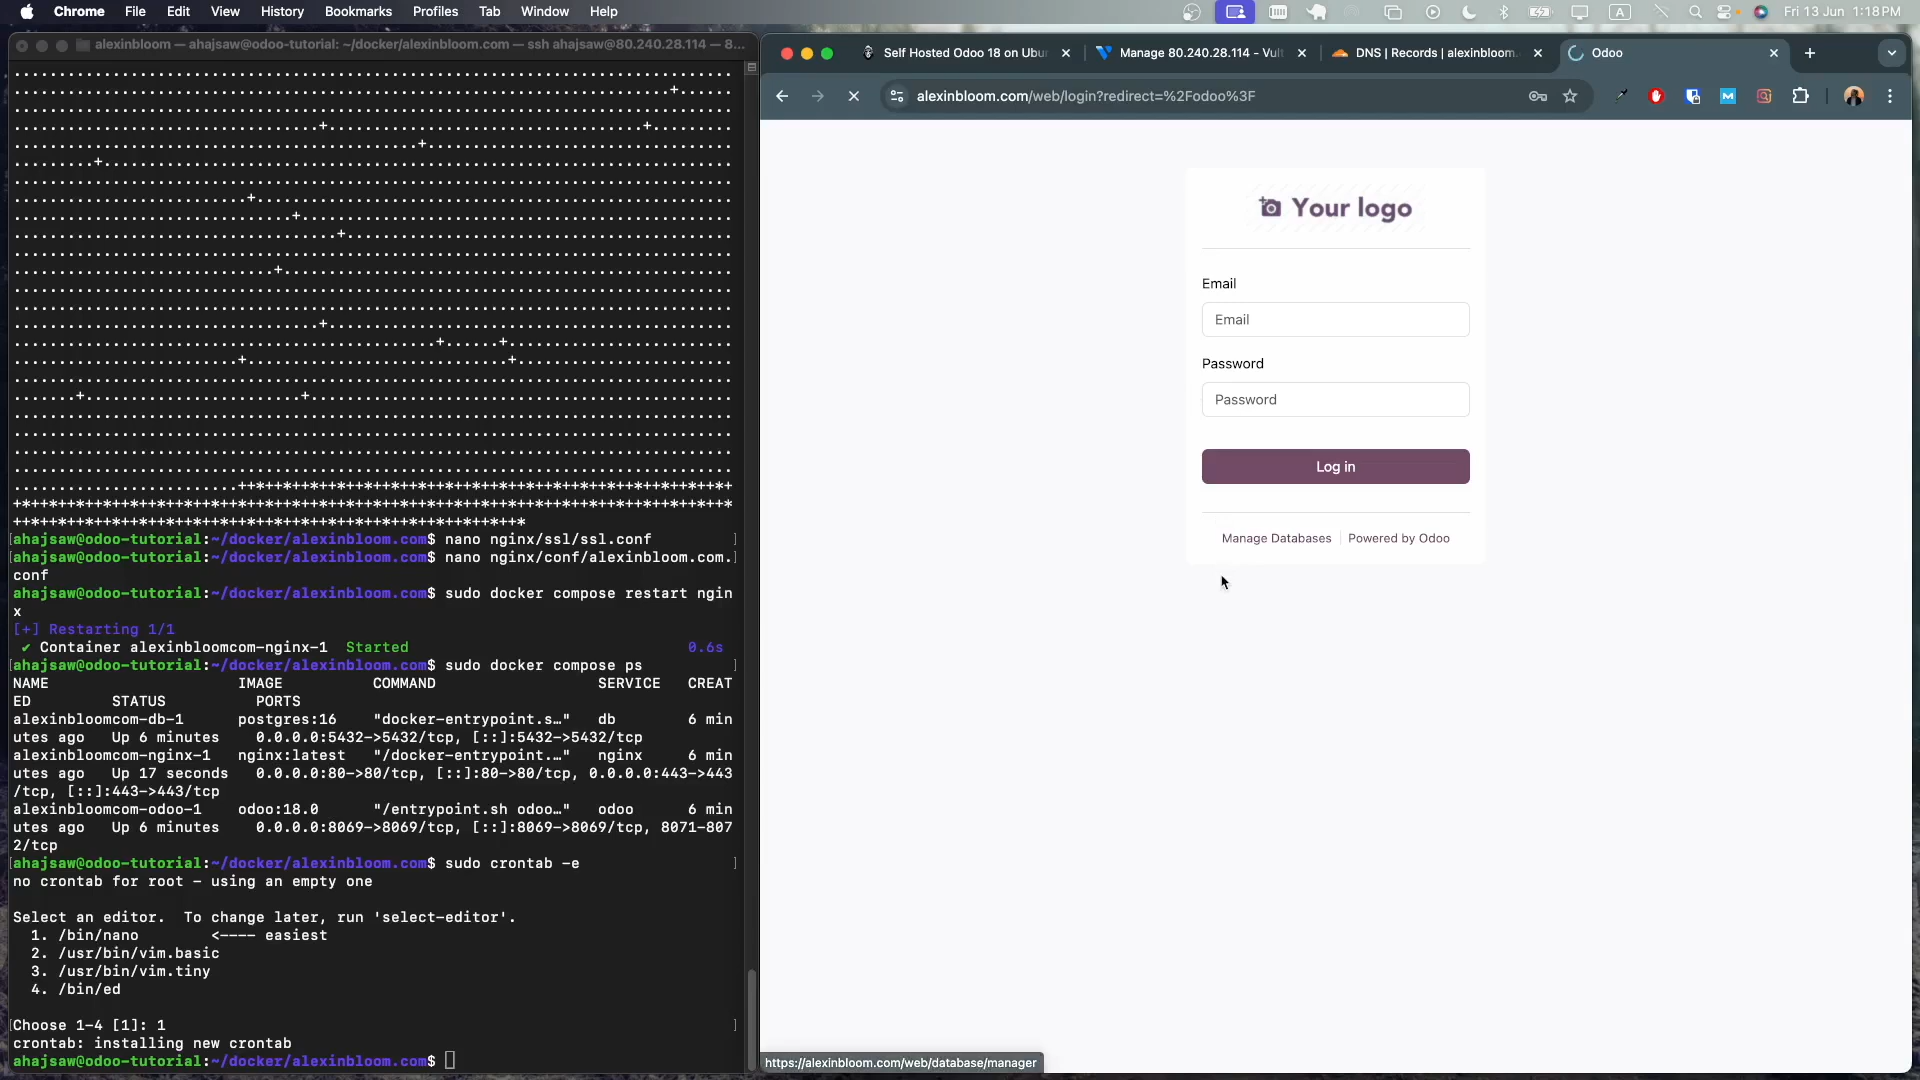 Chrome File Edit View History Bookmarks Profiles Tab Window Help
A Fri 13 Jun 1:18 PM
alexinbloom — ahajsaw@odoo-tutorial: ~/docker/alexinbloom.com — ssh ahajsaw@80.240.28.114 — 8...
........................++*++*++*++*++*++*++*++*++*++*++*++*++*++*++*++*++*++*+
[ahajsaw@odoo-tutorial:~/docker/alexinbloom.com$ nano nginx/ssl/ssl.conf ]
[ahajsaw@odoo-tutorial:~/docker/alexinbloom.com$ nano nginx/conf/alexinbloom.com.]
conf
ahajsaw@odoo-tutorial:~/docker/alexinbloom.com$ sudo docker compose restart ngin
x
[+] Restarting 1/1
✔ Container alexinbloomcom-nginx-1 Started 0.6s
[ahajsaw@odoo-tutorial:~/docker/alexinbloom.com$ sudo docker compose ps ]
NAME IMAGE COMMAND SERVICE CREAT
ED STATUS PORTS
alexinbloomcom-db-1 postgres:16 "docker-entrypoint.s…" db 6 min
utes ago Up 6 minutes 0.0.0.0:5432->5432/tcp, [::]:5432->5432/tcp
alexinbloomcom-nginx-1 nginx:latest "/docker-entrypoint.…" nginx 6 min
utes ago Up 17 seconds 0.0.0.0:80->80/tcp, [::]:80->80/tcp, 0.0.0.0:443->443
/tcp, [::]:443->443/tcp
alexinbloomcom-odoo-1 odoo:18.0 "/entrypoint.sh odoo…" odoo 6 min
utes ago Up 6 minutes 0.0.0.0:8069->8069/tcp, [::]:8069->8069/tcp, 8071-807
2/tcp
[ahajsaw@odoo-tutorial:~/docker/alexinbloom.com$ sudo crontab -e ]
no crontab for root - using an empty one
Select an editor. To change later, run 'select-editor'.
1. /bin/nano <---- easiest
2. /usr/bin/vim.basic
3. /usr/bin/vim.tiny
4. /bin/ed
[Choose 1-4 [1]: 1 ]
crontab: installing new crontab
ahajsaw@odoo-tutorial:~/docker/alexinbloom.com$
Self Hosted Odoo 18 on Ubu
Manage 80.240.28.114 - Vult
DNS | Records | alexinbloom.
Odoo
alexinbloom.com/web/login?redirect=%2Fodoo%3F
Your logo
Email
Email
Password
Password
Log in
Manage Databases Powered by Odoo
https://alexinbloom.com/web/database/manager